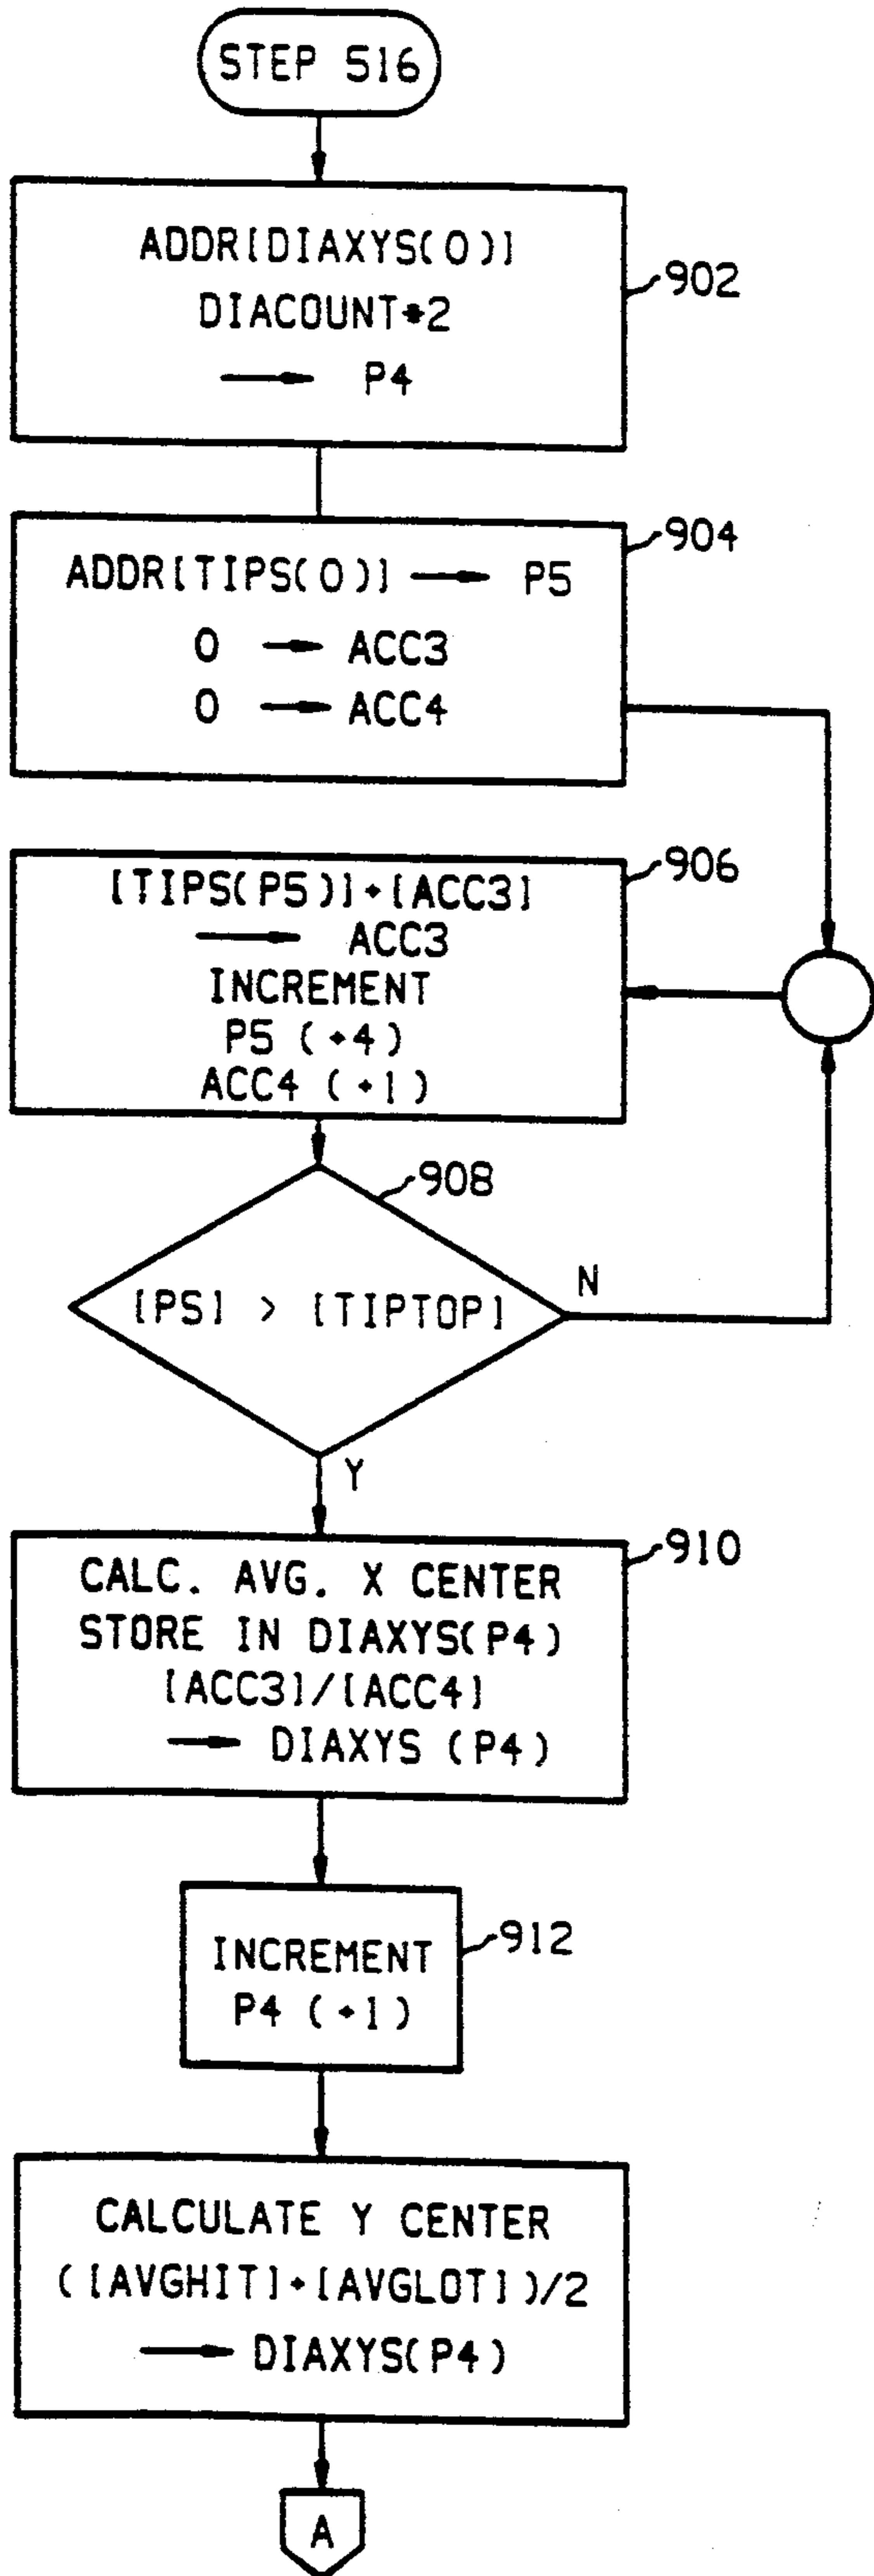 STEP 516
ADDR[DIAXYS(0)]
DIACOUNT*2
→ P4
902
ADDR[TIPS(0)] → P5
0 → ACC3
0 → ACC4
904
[TIPS(P5)]+[ACC3]
→ ACC3
INCREMENT
P5 (+4)
ACC4 (+1)
906
908
[PS] > [TIPTOP]
N
Y
CALC. AVG. X CENTER
STORE IN DIAXYS(P4)
[ACC3]/[ACC4]
→ DIAXYS (P4)
910
INCREMENT
P4 (+1)
912
CALCULATE Y CENTER
([AVGHIT]+[AVGLOT])/2
→ DIAXYS(P4)
A